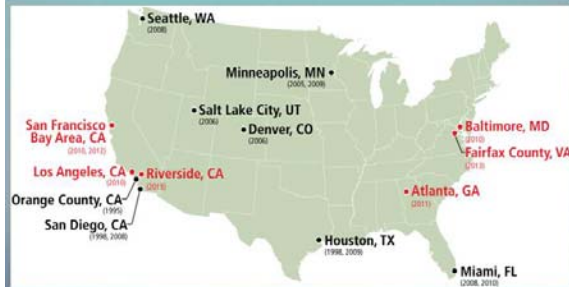 Seattle, WA
(2008)
Minneapolis, MN
(2005, 2009)
Salt Lake City, UT
(2006)
Denver, CO
(2006)
San Francisco
Bay Area, CA
(2010, 2012)
Baltimore, MD
(2010)
Fairfax County, VA
(2013)
Los Angeles, CA
(2010)
Riverside, CA
(2013)
Orange County, CA
(1995)
San Diego, CA
(1998, 2008)
Atlanta, GA
(2011)
Houston, TX
(1998, 2009)
Miami, FL
(2008, 2010)